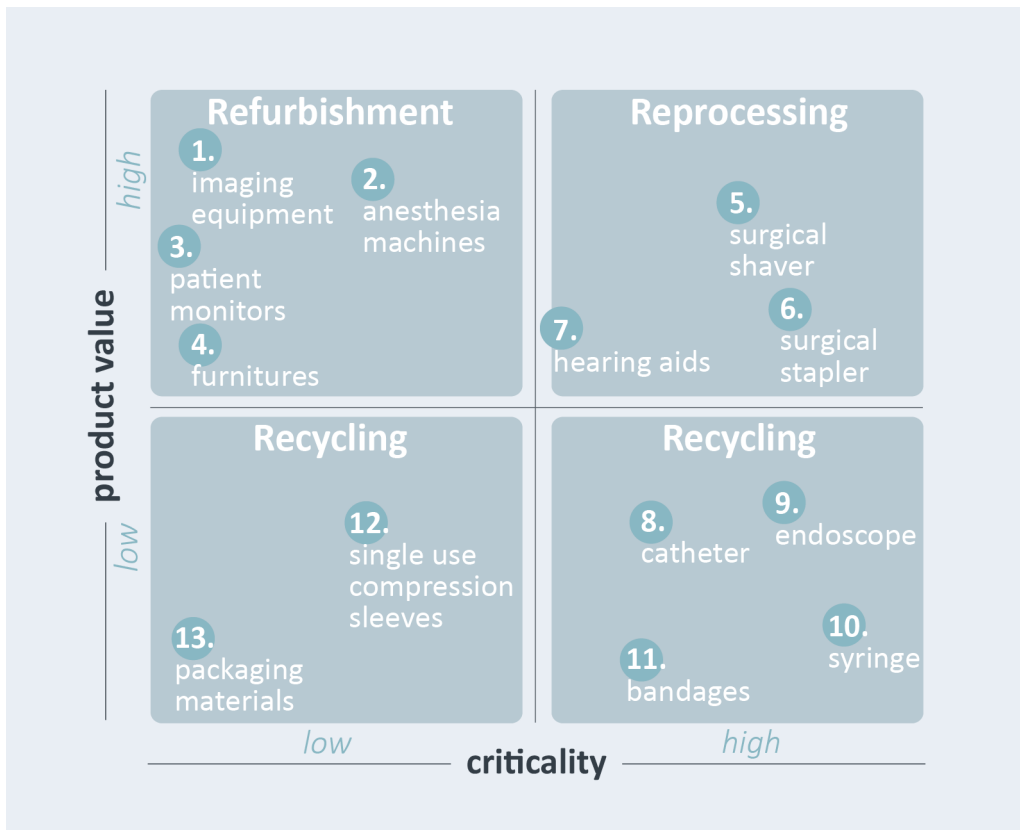 Refurbishment
1.
imaging
equipment
2.
anesthesia
machines
3.
patient
monitors
4.
furnitures
Reprocessing
5.
surgical
shaver
6.
surgical
stapler
7.
hearing aids
Recycling
12.
single use
compression
sleeves
13.
packaging
materials
Recycling
8.
catheter
9.
endoscope
10.
syringe
11.
bandages
high
product value
low
low
criticality
high